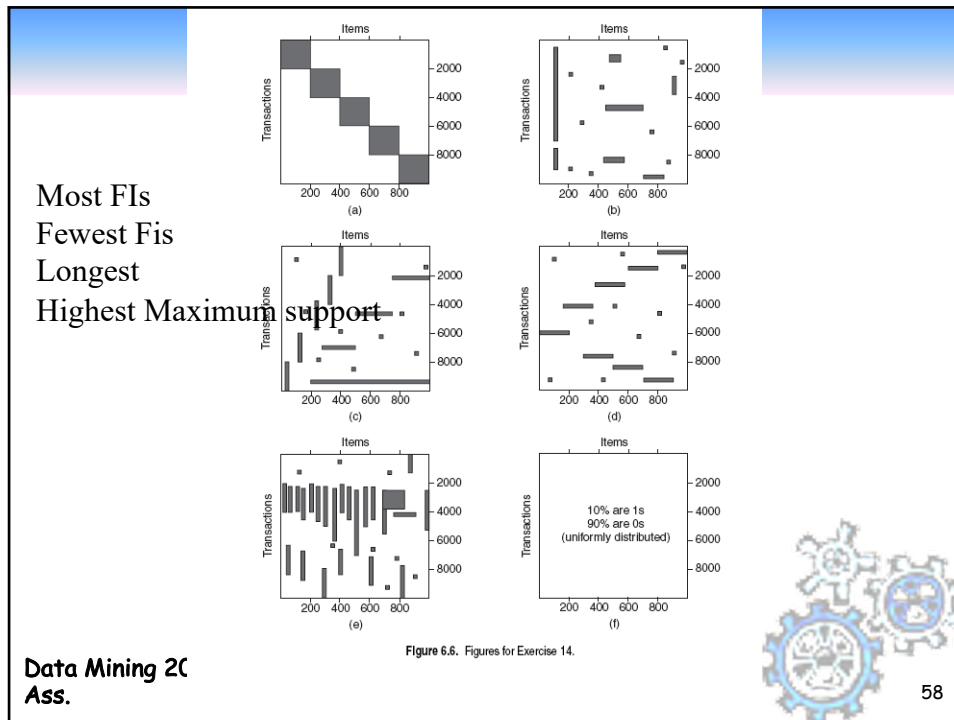 Most FIs
Fewest Fis
Longest
Highest Maximum support
Items
Transactions
2000
4000
6000
8000
200 400 600 800
(a)
Items
Transactions
2000
4000
6000
8000
200 400 600 800
(b)
Items
Transactions
2000
4000
6000
8000
200 400 600 800
(c)
Items
Transactions
2000
4000
6000
8000
200 400 600 800
(d)
Items
Transactions
2000
4000
6000
8000
200 400 600 800
(e)
Items
Transactions
10% are 1s
90% are 0s
(uniformly distributed)
2000
4000
6000
8000
200 400 600 800
(f)
Figure 6.6. Figures for Exercise 14.
Data Mining
Ass.
58